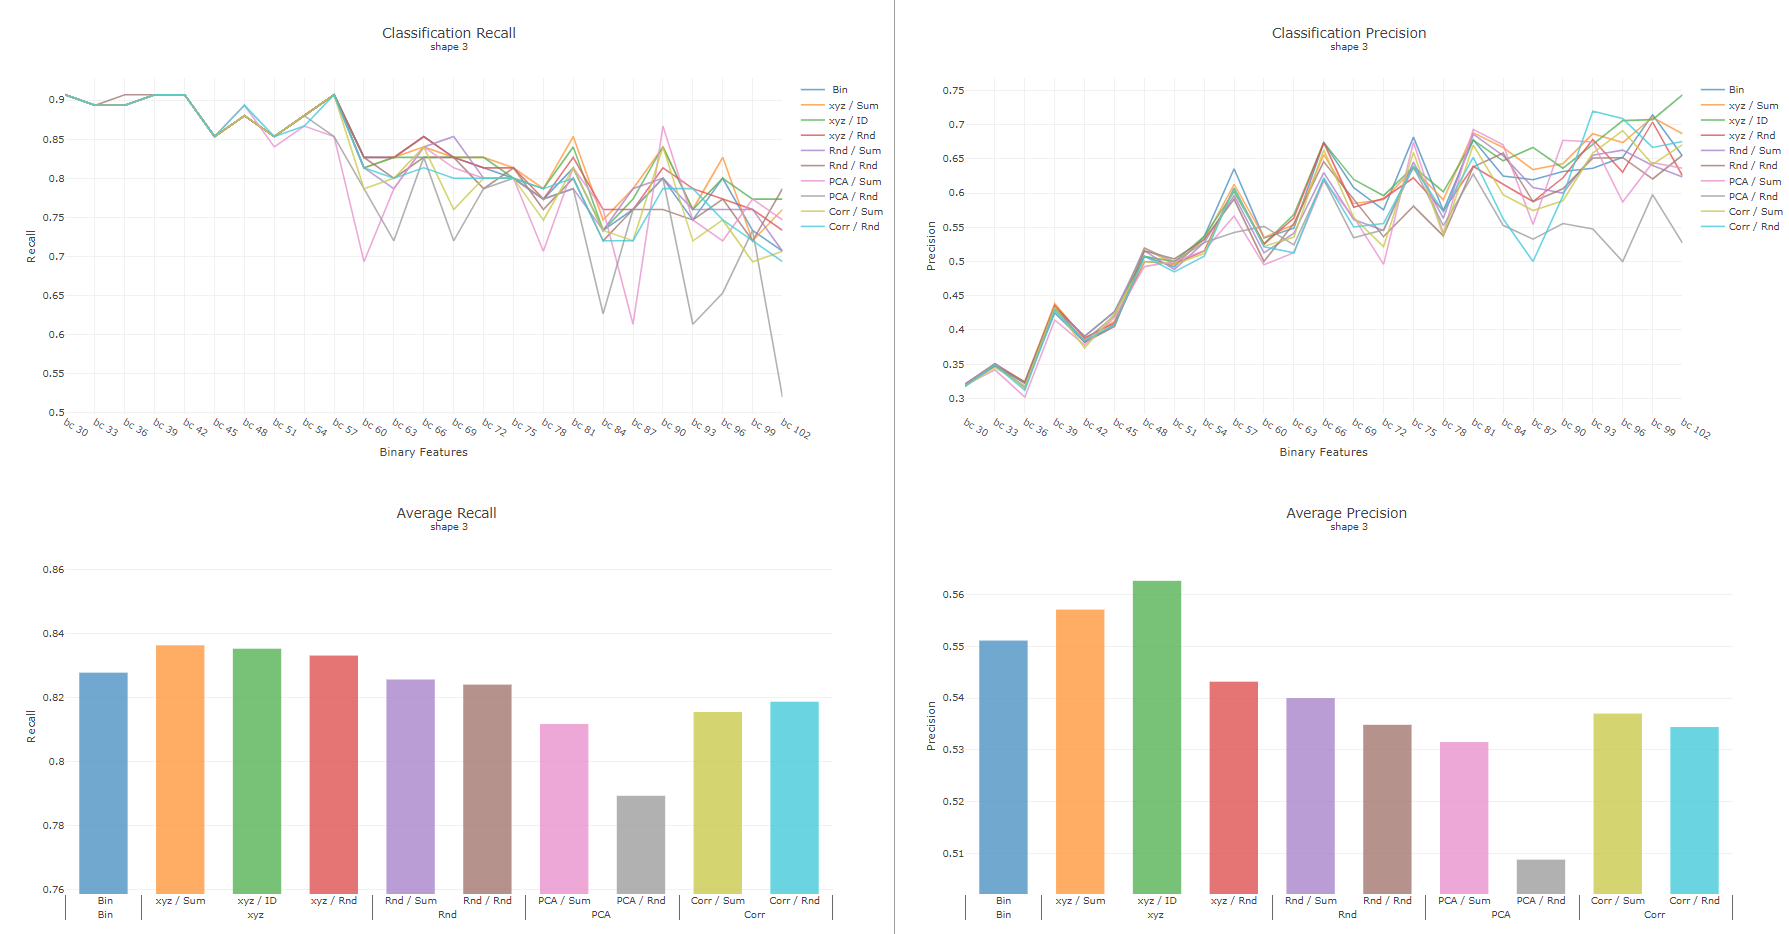 Classification Recall
shape 3
0.9
0.85
0.8
0.75
0.7
0.65
0.6
0.55
0.5
Recall
bc 30 bc 33 bc 36 bc 39 bc 42 bc 45 bc 48 bc 51 bc 54 bc 57 bc 60 bc 63 bc 66 bc 69 bc 72 bc 75 bc 78 bc 81 bc 84 bc 87 bc 90 bc 93 bc 96 bc 99 bc 102
Binary Features
Bin
xyz / Sum
xyz / ID
xyz / Rnd
Rnd / Sum
Rnd / Rnd
PCA / Sum
PCA / Rnd
Corr / Sum
Corr / Rnd
Classification Precision
shape 3
0.75
0.7
0.65
0.6
0.55
0.5
0.45
0.4
0.35
0.3
Precision
bc 30 bc 33 bc 36 bc 39 bc 42 bc 45 bc 48 bc 51 bc 54 bc 57 bc 60 bc 63 bc 66 bc 69 bc 72 bc 75 bc 78 bc 81 bc 84 bc 87 bc 90 bc 93 bc 96 bc 99 bc 102
Binary Features
Bin
xyz / Sum
xyz / ID
xyz / Rnd
Rnd / Sum
Rnd / Rnd
PCA / Sum
PCA / Rnd
Corr / Sum
Corr / Rnd
Average Recall
shape 3
0.86
0.84
0.82
0.8
0.78
0.76
Recall
Bin xyz / Sum xyz / ID xyz / Rnd Rnd / Sum Rnd / Rnd PCA / Sum PCA / Rnd Corr / Sum Corr / Rnd
Bin xyz Rnd PCA Corr
Average Precision
shape 3
0.56
0.55
0.54
0.53
0.52
0.51
Precision
Bin xyz / Sum xyz / ID xyz / Rnd Rnd / Sum Rnd / Rnd PCA / Sum PCA / Rnd Corr / Sum Corr / Rnd
Bin xyz Rnd PCA Corr